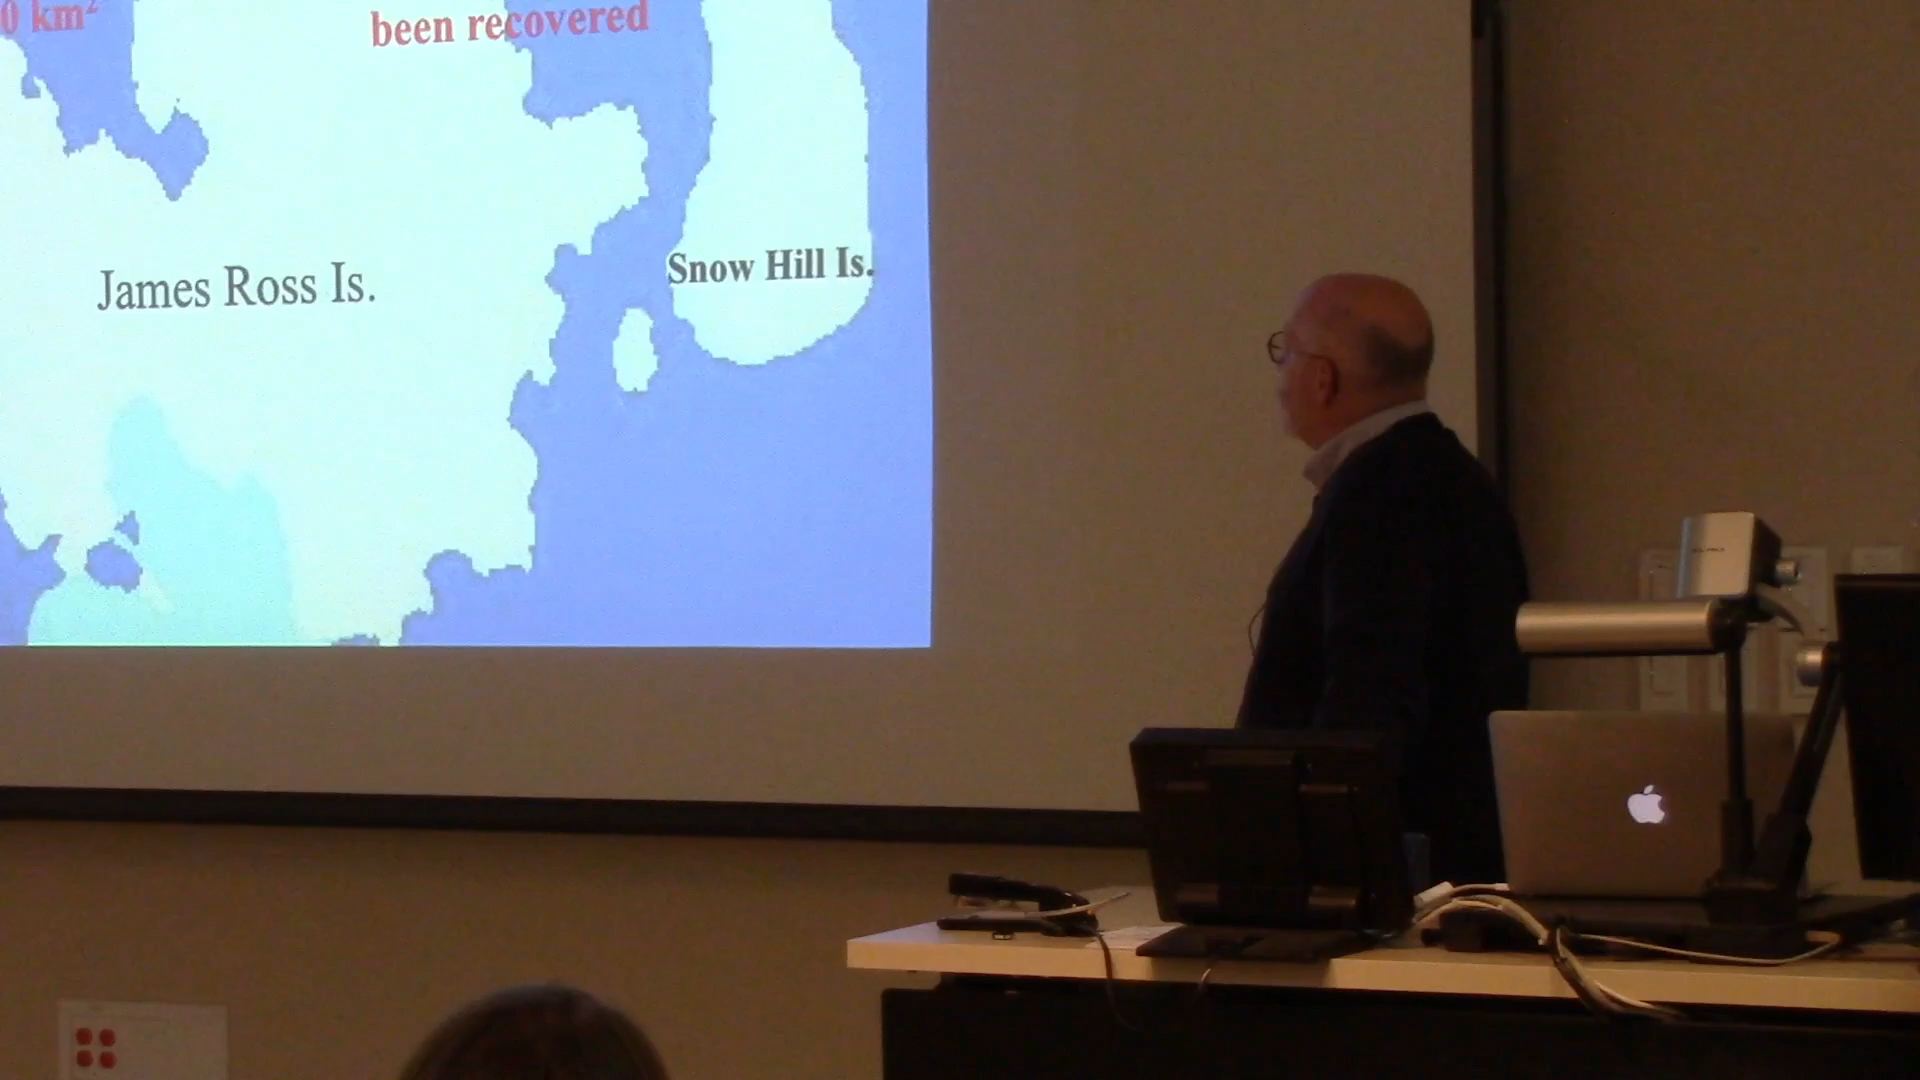 0 km²
been recovered
Snow Hill Is.
James Ross Is.